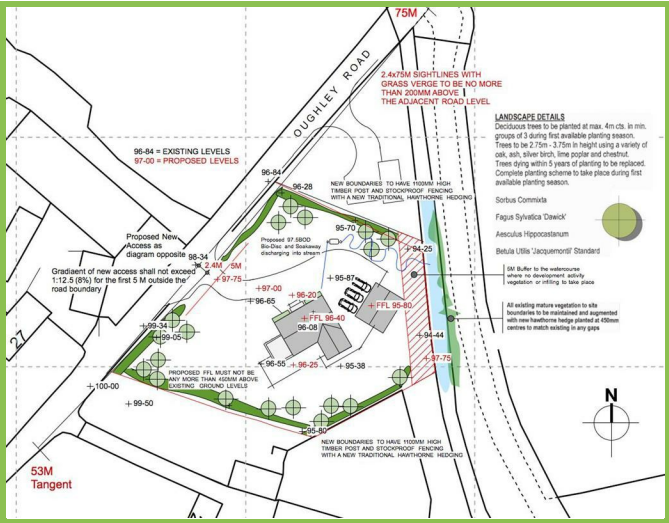 75M
OUGHLEY ROAD
2.4x75M SIGHTLINES WITH
GRASS VERGE TO BE NO MORE
THAN 200MM ABOVE
THE ADJACENT ROAD LEVEL
LANDSCAPE DETAILS
Deciduous trees to be planted at max. 4m cts. in min.
groups of 3 during first available planting season.
Trees to be 2.75m - 3.75m in height using a variety of
oak, ash, silver birch, lime poplar and chestnut.
Trees dying within 5 years of planting to be replaced.
Complete planting scheme to take place during first
available planting season.
Sorbus Commixta
Fagus Sylvatica 'Dawick'
Aesculus Hippocastanum
Betula Utilis 'Jacquemontii' Standard
96-84 = EXISTING LEVELS
97-00 = PROPOSED LEVELS
96-84
96-28
NEW BOUNDARIES TO HAVE 1100MM HIGH
TIMBER POST AND STOCKPROOF FENCING
WITH A NEW TRADITIONAL HAWTHORNE HEDGING
95-70
Proposed 97.5BOD
Bio-Disc and Soakaway
discharging into stream
94-25
Proposed New
Access as
diagram opposite
98-34
2.4M
5M
97-75
Gradiaent of new access shall not exceed
1:12.5 (8%) for the first 5 M outside the
road boundary
5M Buffer to the watercourse
where no development activity
vegetation or infilling to take place
95-87
97-00
96-65
96-20
FFL 96-40
96-08
FFL 95-80
All existing mature vegetation to site
boundaries to be maintained and augmented
with new hawthorne hedge planted at 450mm
centres to match existing in any gaps
99-34
99-05
94-44
27
96-55
96-25
95-38
97-75
PROPOSED FFL MUST NOT BE
ANY MORE THAN 450MM ABOVE
EXISTING GROUND LEVELS
100-00
99-50
95-80
N
NEW BOUNDARIES TO HAVE 1100MM HIGH
TIMBER POST AND STOCKPROOF FENCING
WITH A NEW TRADITIONAL HAWTHORNE HEDGING
53M
Tangent